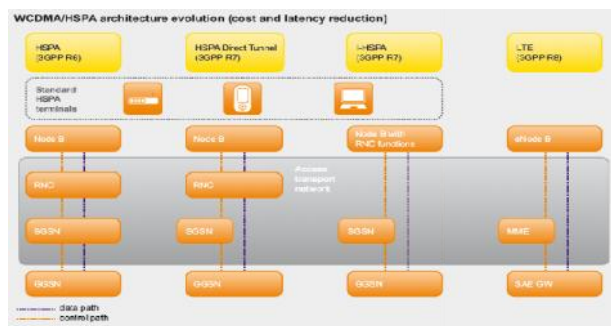 WCDMA/HSPA architecture evolution (cost and latency reduction)
HSPA
(3GPP R6)
HSPA Direct Tunnel
(3GPP R7)
I-HSPA
(3GPP R7)
LTE
(3GPP R8)
Standard
HSPA
terminals
Node B
Node B
Node B with
RNC functions
eNode B
Access
transport
network
RNC
RNC
SGSN
SGSN
SGSN
MME
GGSN
GGSN
GGSN
SAE GW
data path
control path